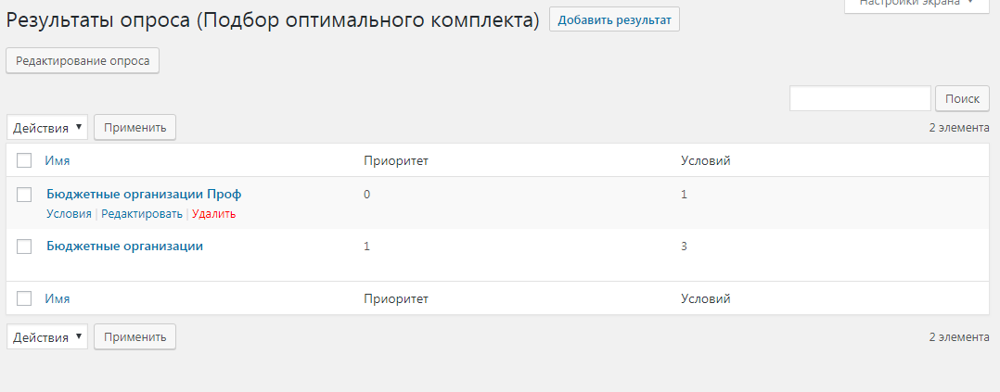 Настройки экрана
Результаты опроса (Подбор оптимального комплекта) Добавить результат
Редактирование опроса
Поиск
Действия Применить 2 элемента
Имя Приоритет Условий
Бюджетные организации Проф 0 1
Условия | Редактировать | Удалить
Бюджетные организации 1 3
Имя Приоритет Условий
Действия Применить 2 элемента